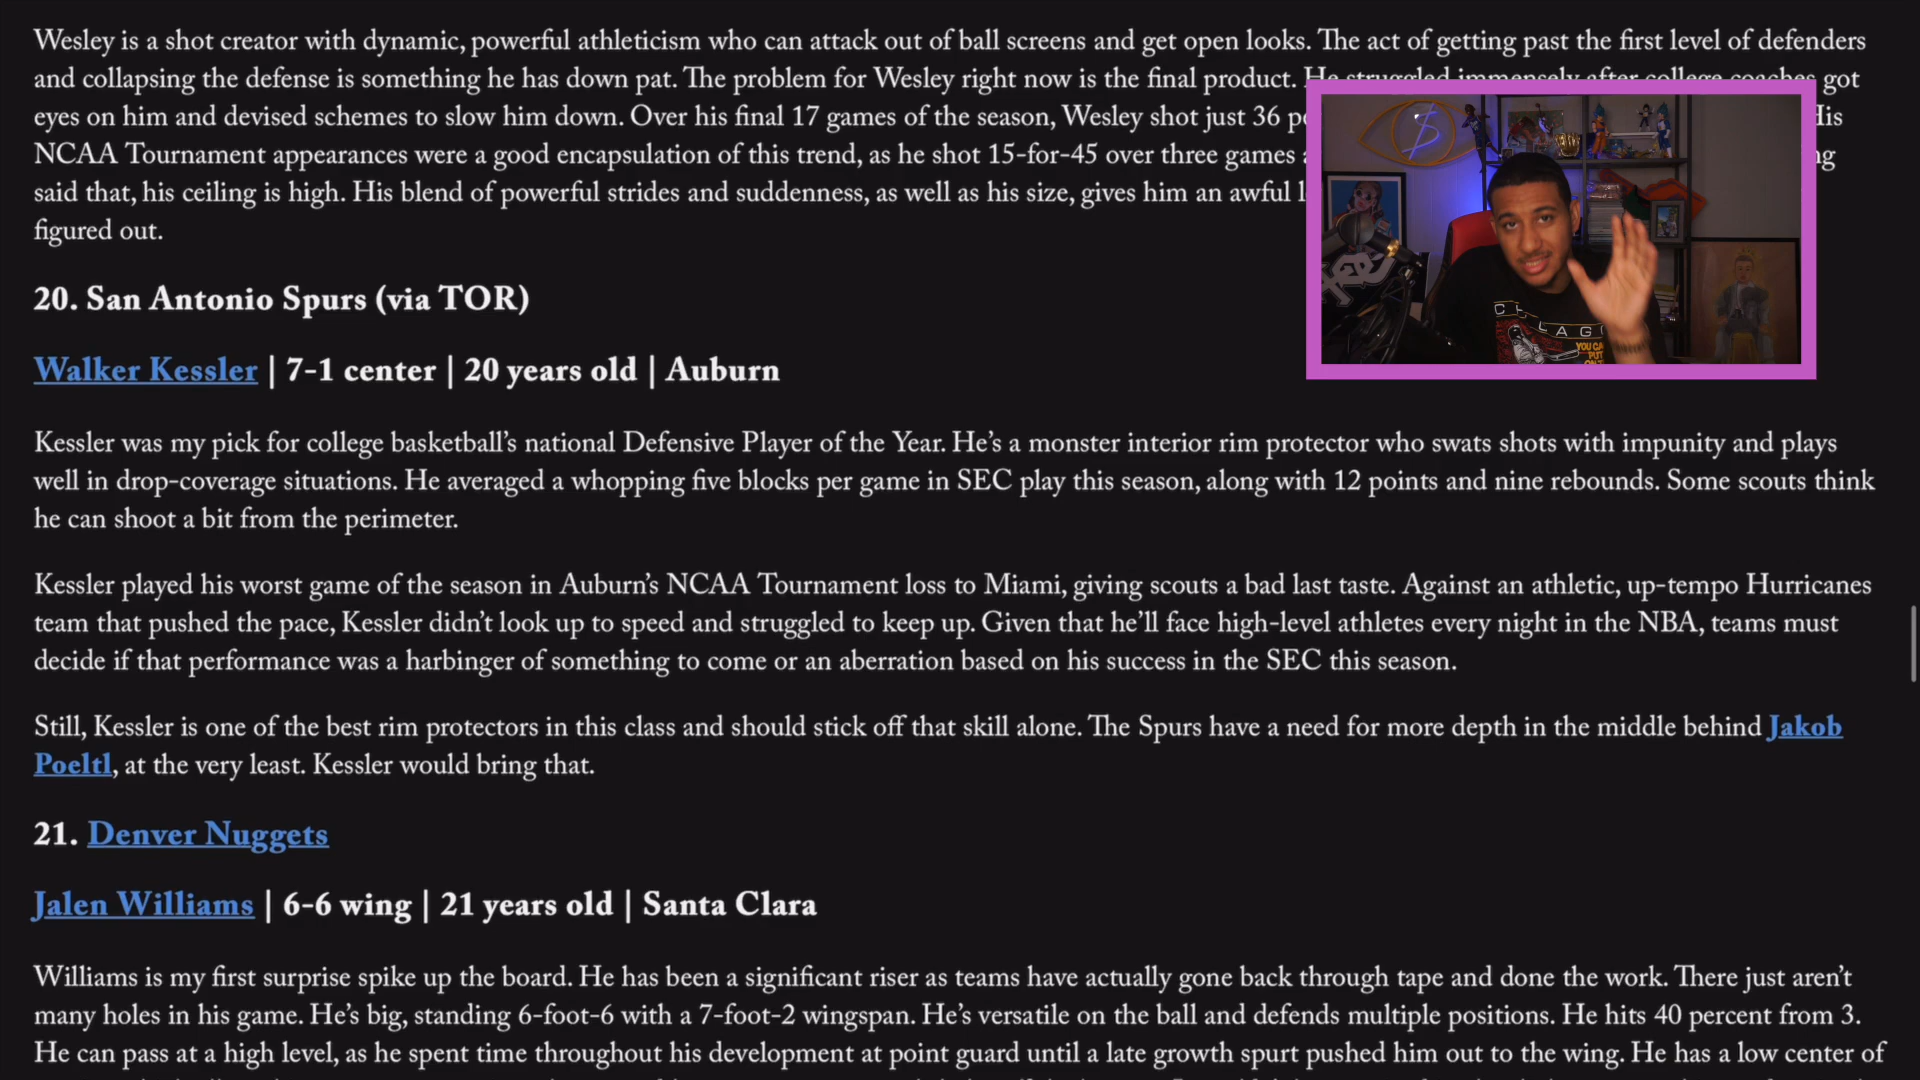 Wesley is a shot creator with dynamic, powerful athleticism who can attack out of ball screens and get open looks. The act of getting past the first level of defenders
and collapsing the defense is something he has down pat. The problem for Wesley right now is the final product. He struggled immensely after college coaches got
eyes on him and devised schemes to slow him down. Over his final 17 games of the season, Wesley shot just 36
NCAA Tournament appearances were a good encapsulation of this trend, as he shot 15-for-45 over three games
said that, his ceiling is high. His blend of powerful strides and suddenness, as well as his size, gives him an awful
figured out.
20. San Antonio Spurs (via TOR)
Walker Kessler | 7-1 center | 20 years old | Auburn
Kessler was my pick for college basketball’s national Defensive Player of the Year. He’s a monster interior rim protector who swats shots with impunity and plays
well in drop-coverage situations. He averaged a whopping five blocks per game in SEC play this season, along with 12 points and nine rebounds. Some scouts think
he can shoot a bit from the perimeter.
Kessler played his worst game of the season in Auburn’s NCAA Tournament loss to Miami, giving scouts a bad last taste. Against an athletic, up-tempo Hurricanes
team that pushed the pace, Kessler didn’t look up to speed and struggled to keep up. Given that he’ll face high-level athletes every night in the NBA, teams must
decide if that performance was a harbinger of something to come or an aberration based on his success in the SEC this season.
Still, Kessler is one of the best rim protectors in this class and should stick off that skill alone. The Spurs have a need for more depth in the middle behind Jakob
Poeltl, at the very least. Kessler would bring that.
21. Denver Nuggets
Jalen Williams | 6-6 wing | 21 years old | Santa Clara
Williams is my first surprise spike up the board. He has been a significant riser as teams have actually gone back through tape and done the work. There just aren’t
many holes in his game. He’s big, standing 6-foot-6 with a 7-foot-2 wingspan. He’s versatile on the ball and defends multiple positions. He hits 40 percent from 3.
He can pass at a high level, as he spent time throughout his development at point guard until a late growth spurt pushed him out to the wing. He has a low center of